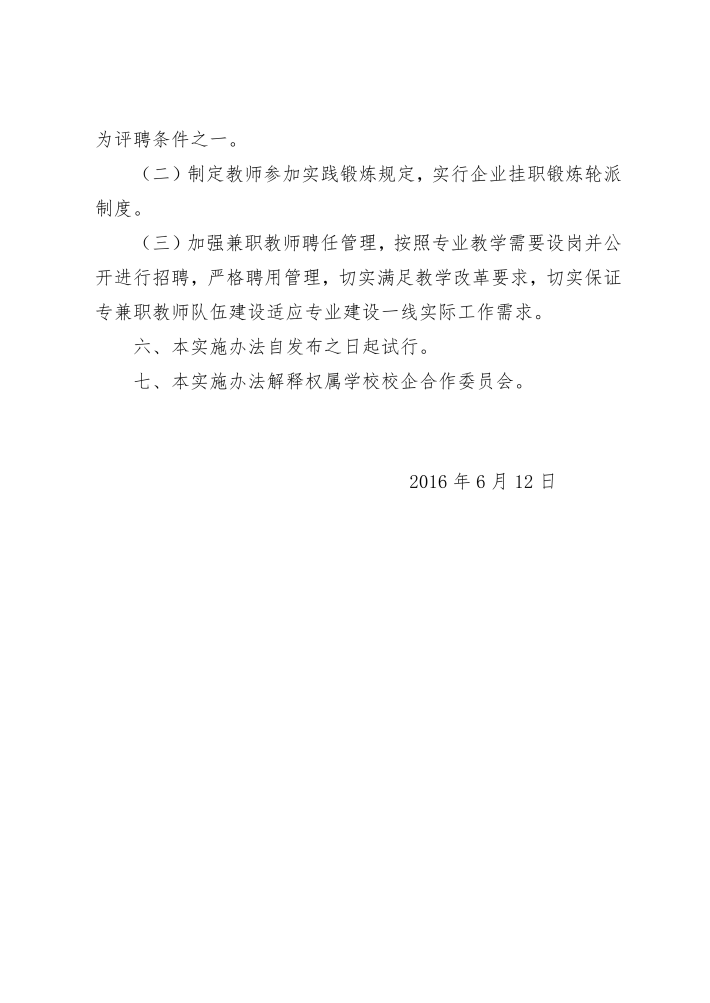 为评聘条件之一。
（二）制定教师参加实践锻炼规定，实行企业挂职锻炼轮派
制度。
（三）加强兼职教师聘任管理，按照专业教学需要设岗并公
开进行招聘，严格聘用管理，切实满足教学改革要求，切实保证
专兼职教师队伍建设适应专业建设一线实际工作需求。
六、本实施办法自发布之日起试行。
七、本实施办法解释权属学校校企合作委员会。
2016 年 6 月 12 日